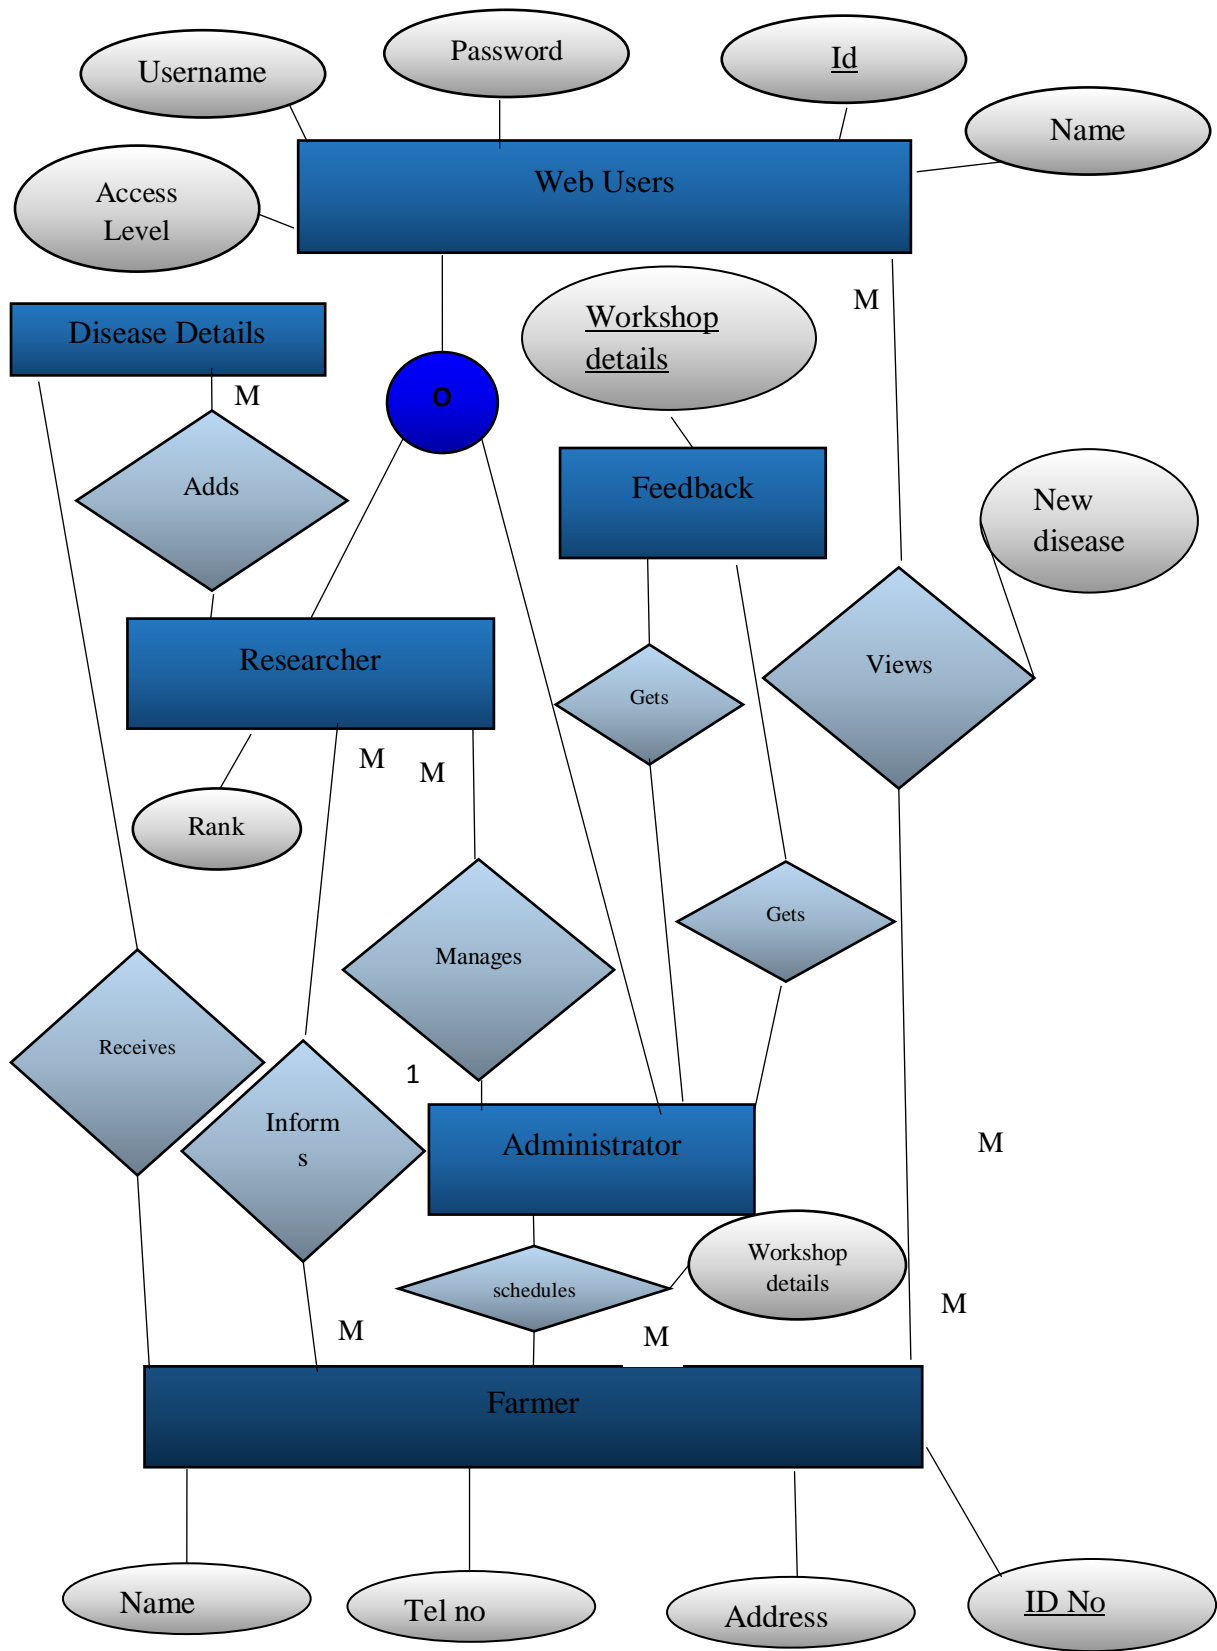 Username
Password
Id
Name
Access
Level
Web Users
M
Workshop
details
Disease Details
M
O
Adds
Feedback
New
disease
Researcher
Gets
Views
M
M
Rank
Gets
Manages
Receives
1
Inform
s
Administrator
M
Workshop
details
schedules
M
M
M
Farmer
Name
Tel no
Address
ID No